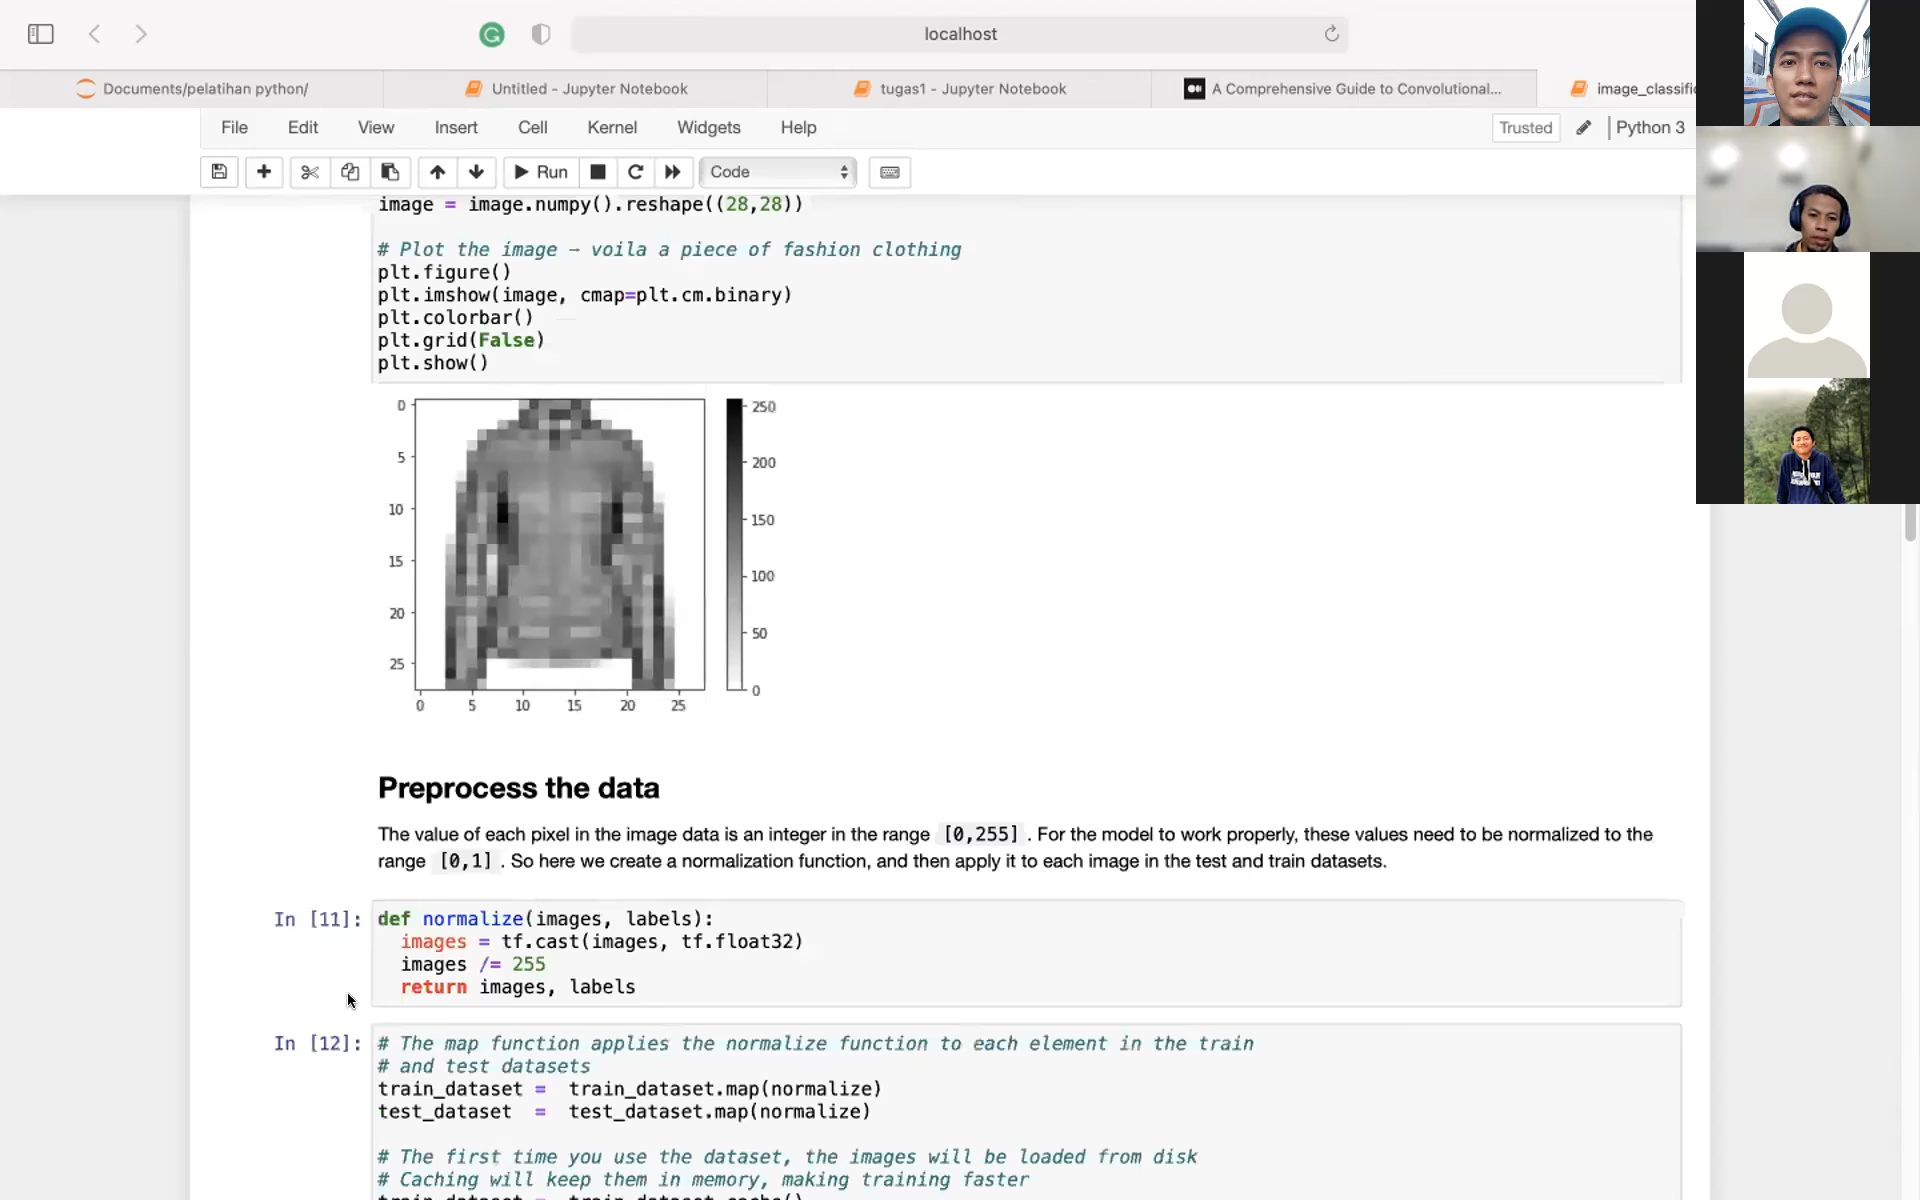 localhost
Documents/pelatihan python/
Untitled - Jupyter Notebook
tugas1 - Jupyter Notebook
A Comprehensive Guide to Convolutional...
image_classifi
File Edit View Insert Cell Kernel Widgets Help
Trusted
Python 3
Run
Code
image = image.numpy().reshape((28,28))
# Plot the image - voila a piece of fashion clothing
plt.figure()
plt.imshow(image, cmap=plt.cm.binary)
plt.colorbar()
plt.grid(False)
plt.show()
0
5
10
15
20
25
0 5 10 15 20 25
250
200
150
100
50
0
Preprocess the data
The value of each pixel in the image data is an integer in the range [0,255] . For the model to work properly, these values need to be normalized to the
range [0,1] . So here we create a normalization function, and then apply it to each image in the test and train datasets.
In [11]: def normalize(images, labels):
images = tf.cast(images, tf.float32)
images /= 255
return images, labels
In [12]: # The map function applies the normalize function to each element in the train
# and test datasets
train_dataset = train_dataset.map(normalize)
test_dataset = test_dataset.map(normalize)
# The first time you use the dataset, the images will be loaded from disk
# Caching will keep them in memory, making training faster
train_dataset = train_dataset.cache()